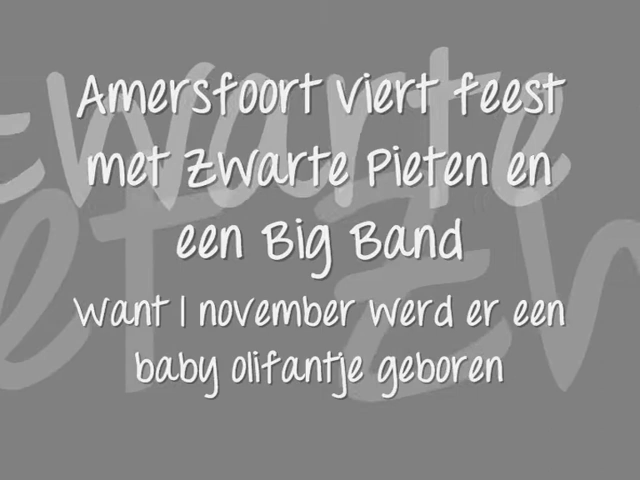 Amersfoort viert feest
met Zwarte Pieten en
een Big Band
Want 1 november werd er een
baby olifantje geboren